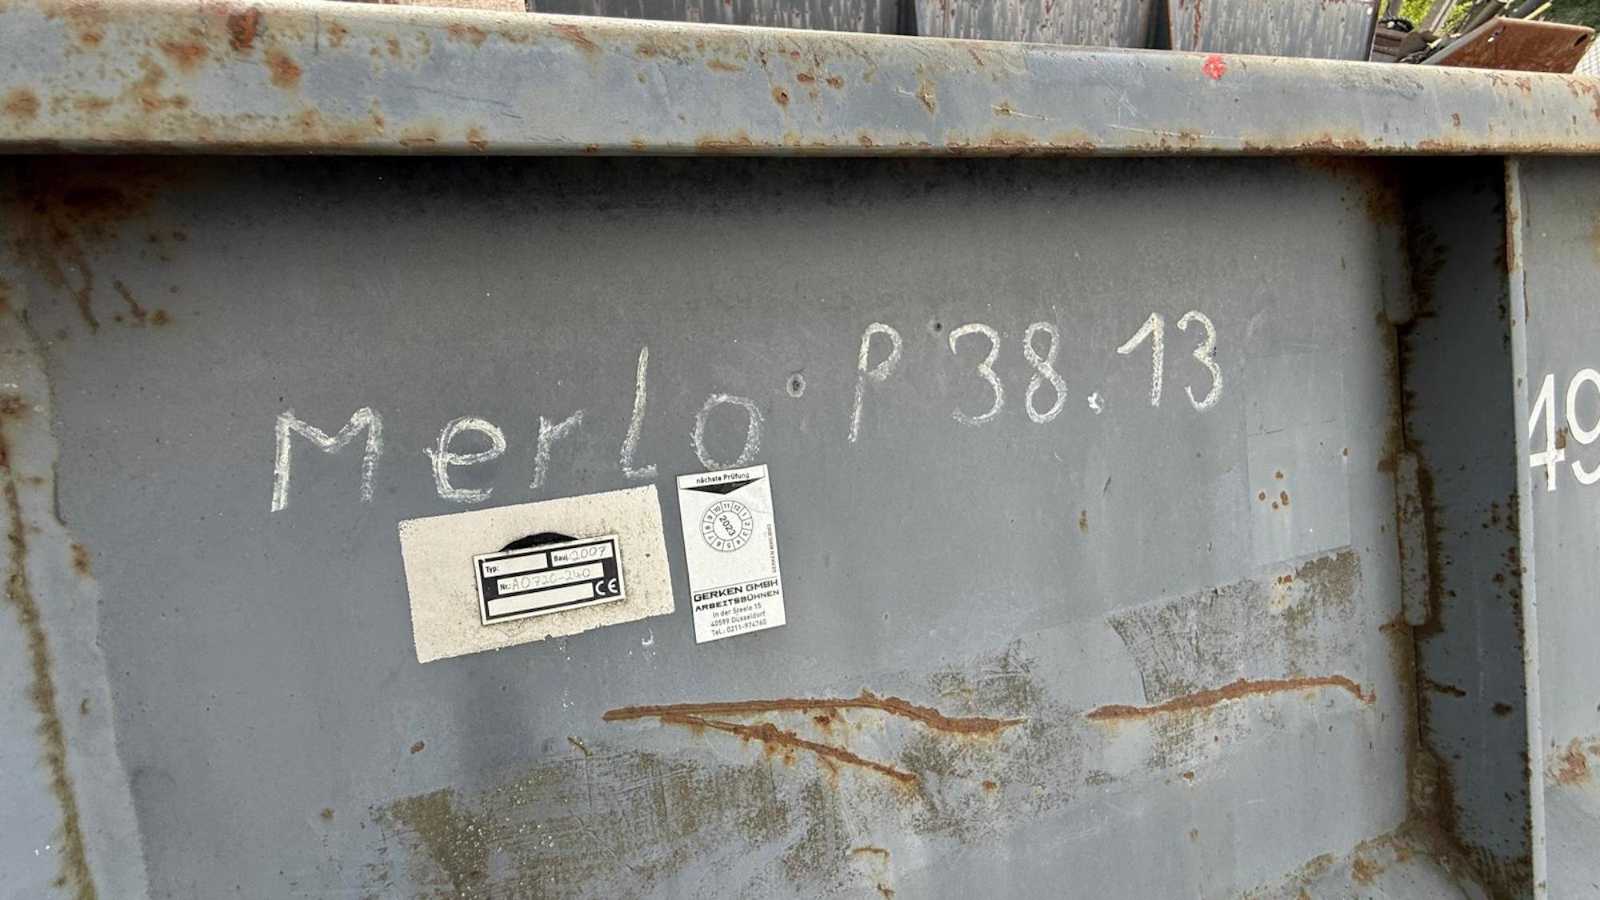 Merlo P 38.13
49
Typ: Bauj. 2007
Nr.: A0720-240
CE
nächste Prüfung
2023
GERKEN GMBH
ARBEITSBÜHNEN
In der Steele 15
40599 Düsseldorf
Tel.: 0211-974760